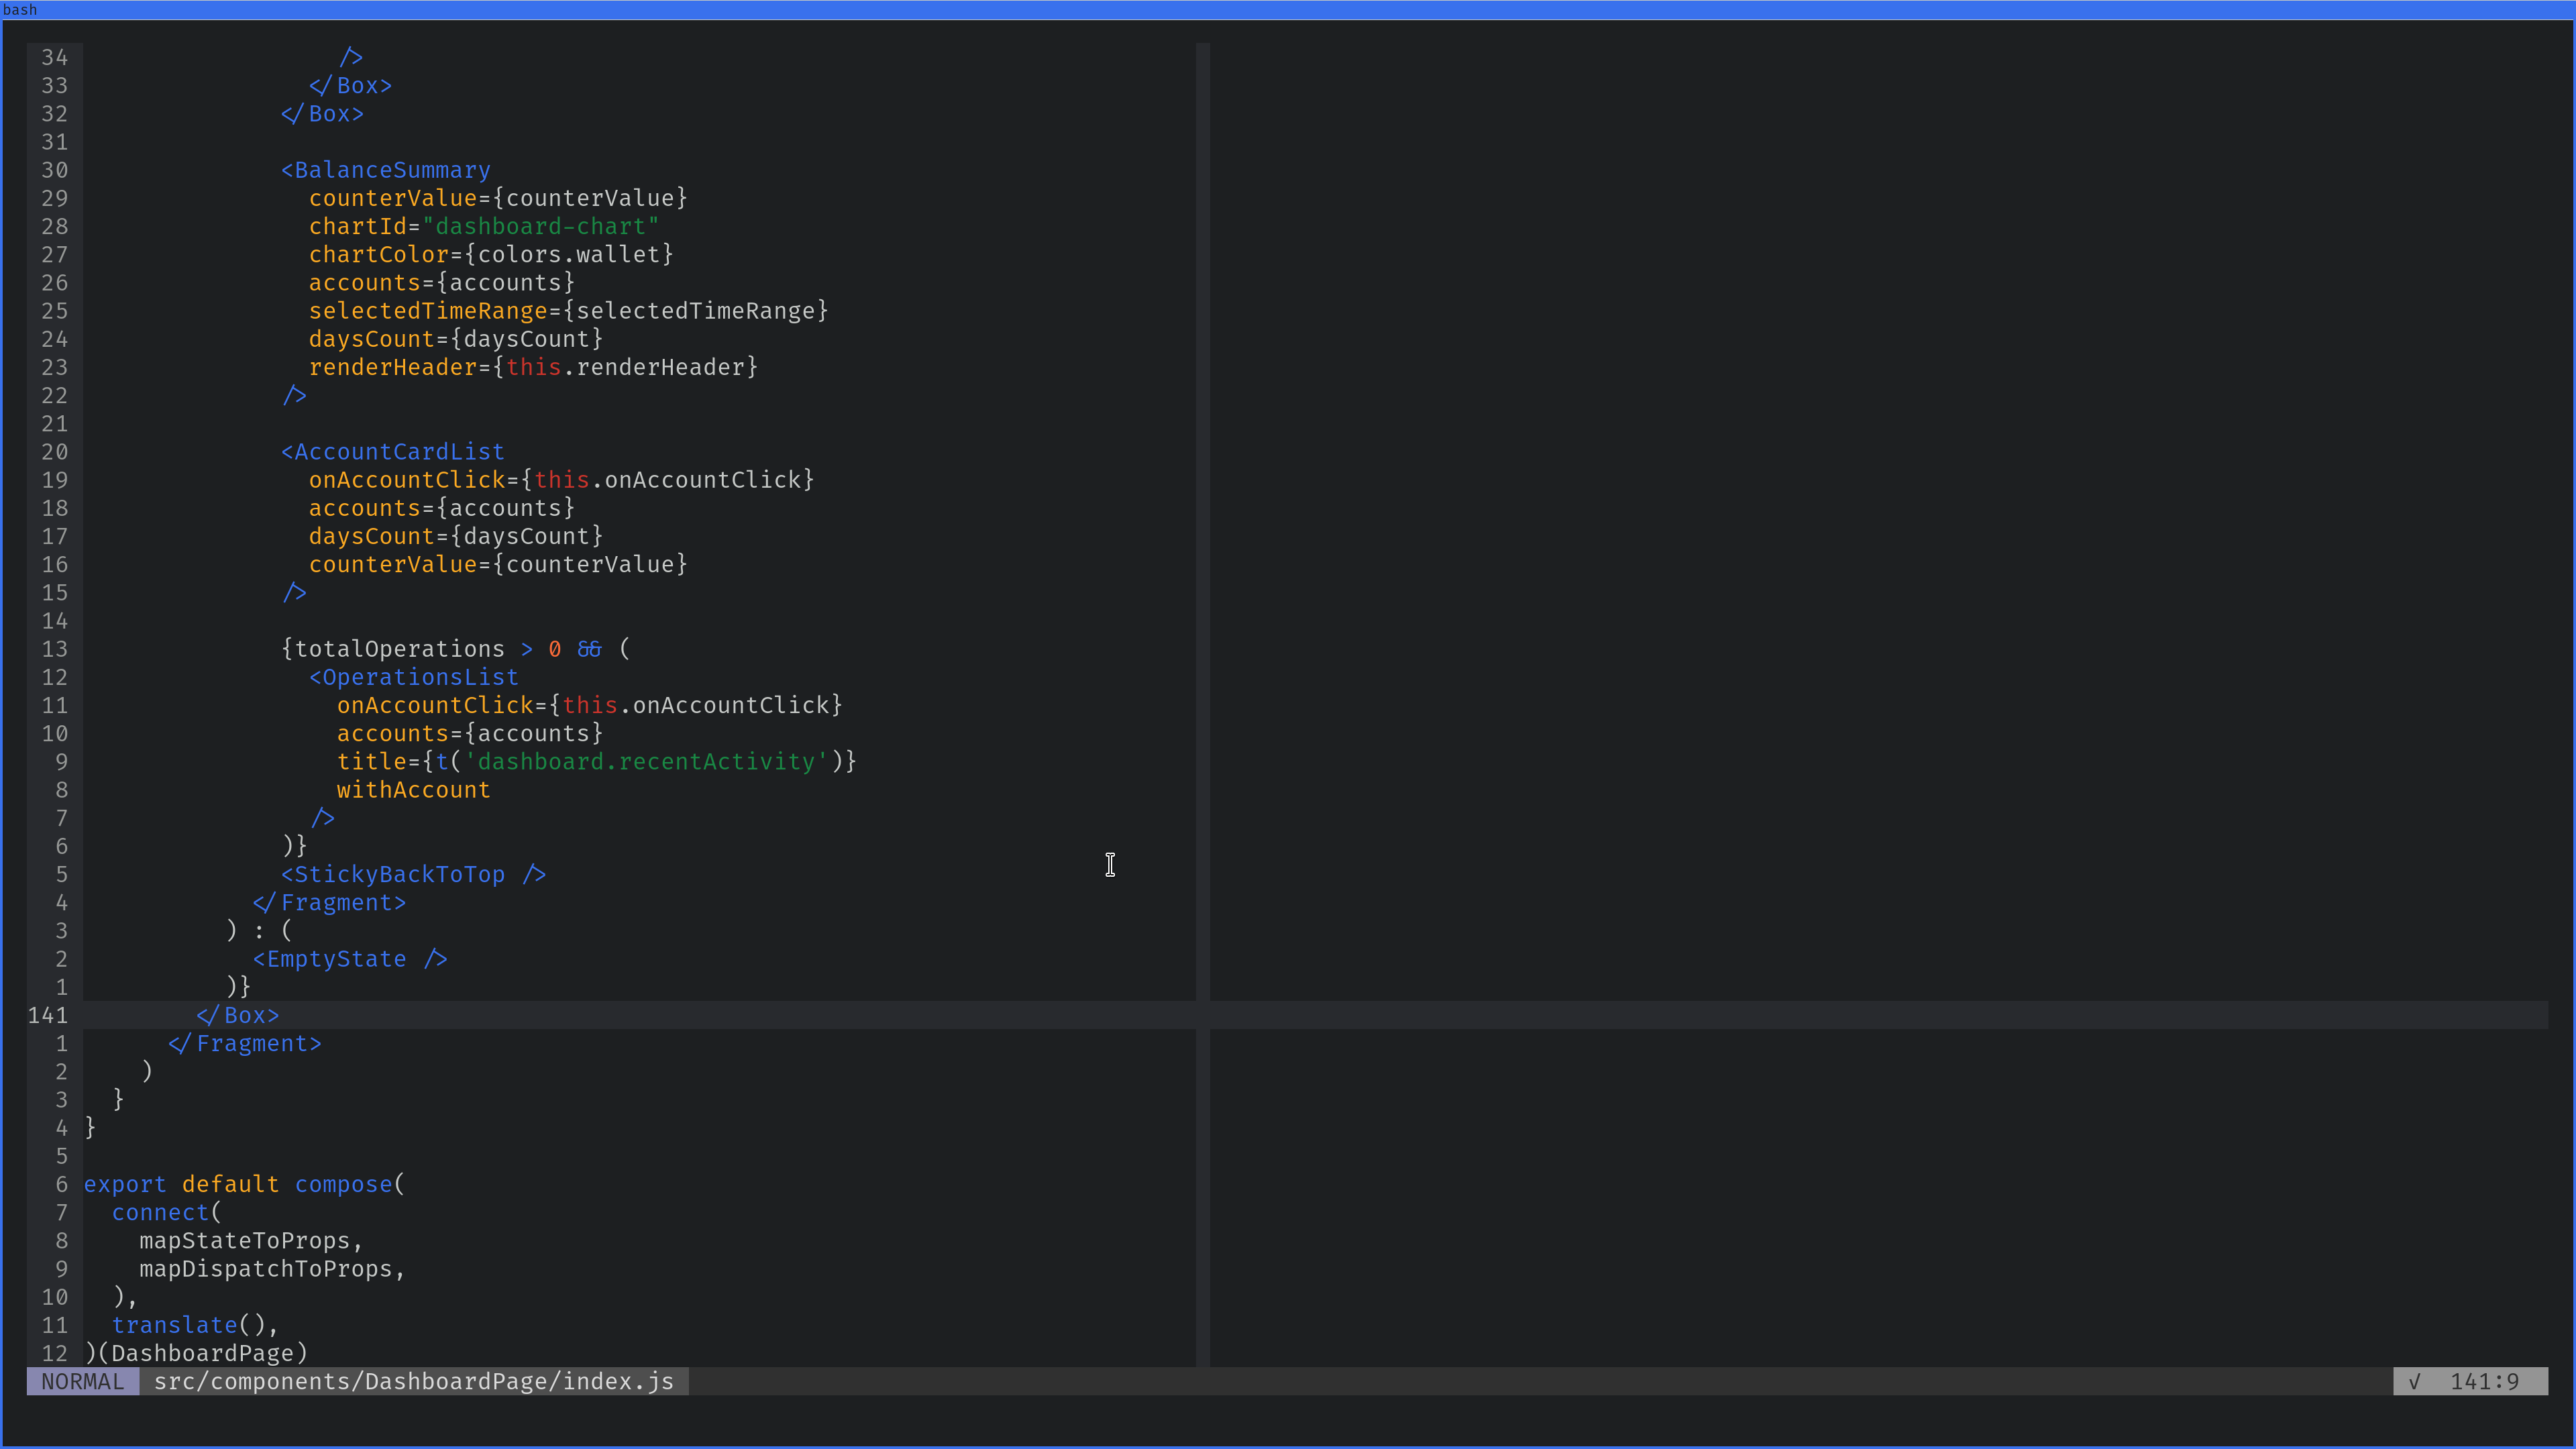 bash
34                   />
33                 </Box>
32               </Box>
31
30               <BalanceSummary
29                 counterValue={counterValue}
28                 chartId="dashboard-chart"
27                 chartColor={colors.wallet}
26                 accounts={accounts}
25                 selectedTimeRange={selectedTimeRange}
24                 daysCount={daysCount}
23                 renderHeader={this.renderHeader}
22               />
21
20               <AccountCardList
19                 onAccountClick={this.onAccountClick}
18                 accounts={accounts}
17                 daysCount={daysCount}
16                 counterValue={counterValue}
15               />
14
13               {totalOperations > 0 && (
12                 <OperationsList
11                   onAccountClick={this.onAccountClick}
10                   accounts={accounts}
9                   title={t('dashboard.recentActivity')}
8                   withAccount
7                 />
6               )}
5               <StickyBackToTop />
4             </Fragment>
3           ) : (
2             <EmptyState />
1           )}
141         </Box>
1       </Fragment>
2     )
3   }
4 }
5
6 export default compose(
7   connect(
8     mapStateToProps,
9     mapDispatchToProps,
10   ),
11   translate(),
12 )(DashboardPage)
NORMAL src/components/DashboardPage/index.js √ 141:9